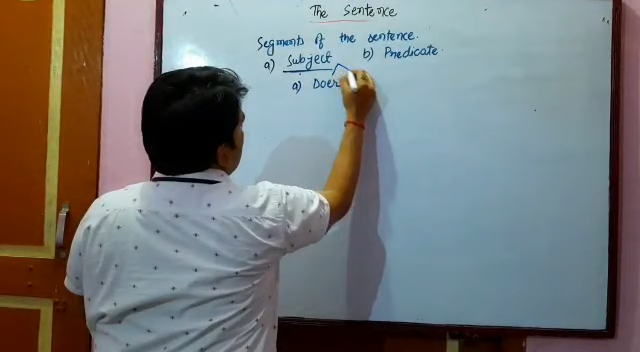 The Sentence
Segments of the sentence.
a) Subject b) Predicate.
a) Doer